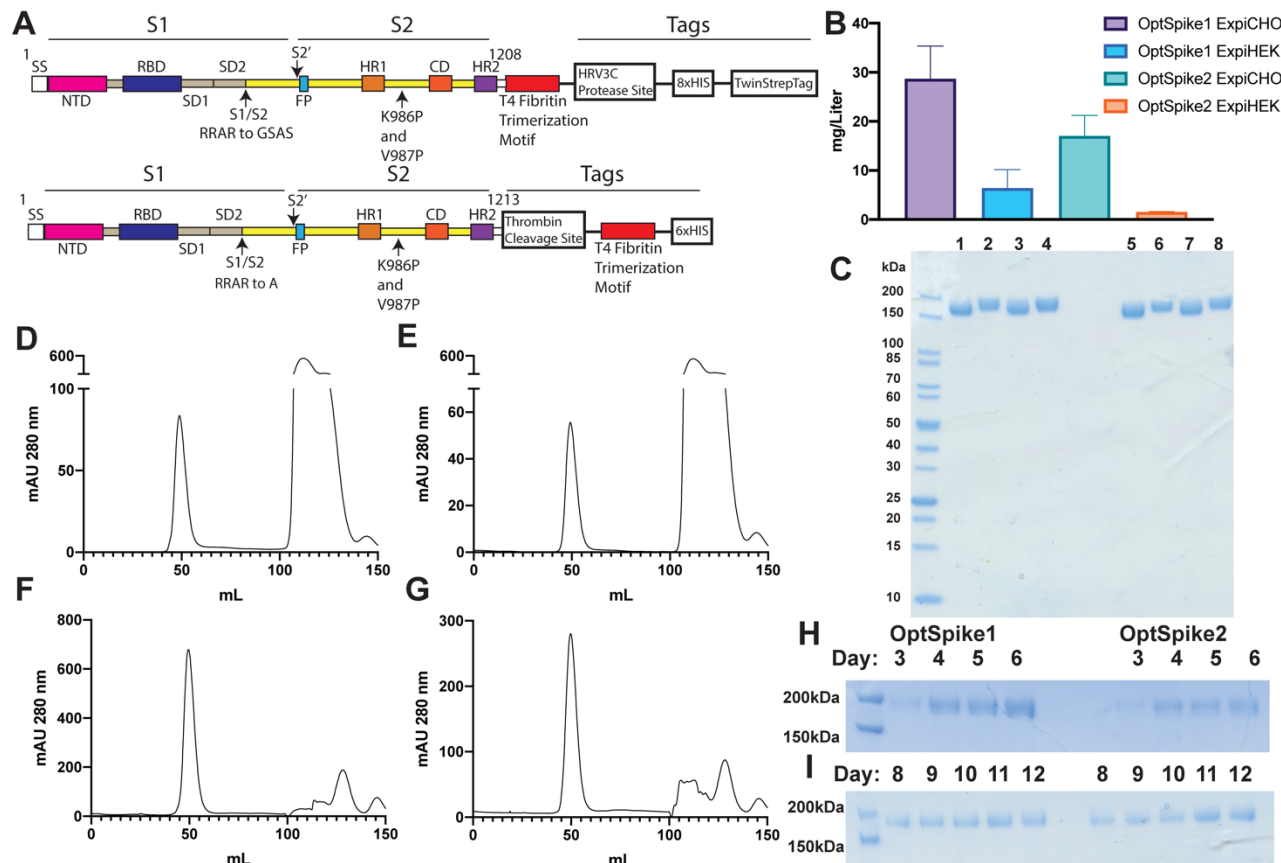 A
S1
S2
Tags
1
1208
SS
RBD
SD2
S2'
HR1
CD
HR2
NTD
SD1
FP
HRV3C
Protease Site
8xHIS
TwinStrepTag
S1/S2
RRAR to GSAS
K986P
and
V987P
T4 Fibritin
Trimerization
Motif
S1
S2
Tags
1
1213
SS
RBD
SD2
S2'
HR1
CD
HR2
NTD
SD1
FP
Thrombin
Cleavage Site
6xHIS
S1/S2
RRAR to A
K986P
and
V987P
T4 Fibritin
Trimerization
Motif
B
mg/Liter
40
30
20
10
0
OptSpike1 ExpiCHO
OptSpike1 ExpiHEK
OptSpike2 ExpiCHO
OptSpike2 ExpiHEK
C
1 2 3 4 5 6 7 8
kDa
200
150
100
85
70
60
50
40
30
25
20
15
10
D
mAU 280 nm
600
100
50
0
0 50 100 150
mL
E
mAU 280 nm
600
60
40
20
0
0 50 100 150
mL
F
mAU 280 nm
800
600
400
200
0
0 50 100 150
mL
G
mAU 280 nm
300
200
100
0
0 50 100 150
mL
H
OptSpike1 OptSpike2
Day: 3 4 5 6 3 4 5 6
200kDa
150kDa
I
Day: 8 9 10 11 12 8 9 10 11 12
200kDa
150kDa